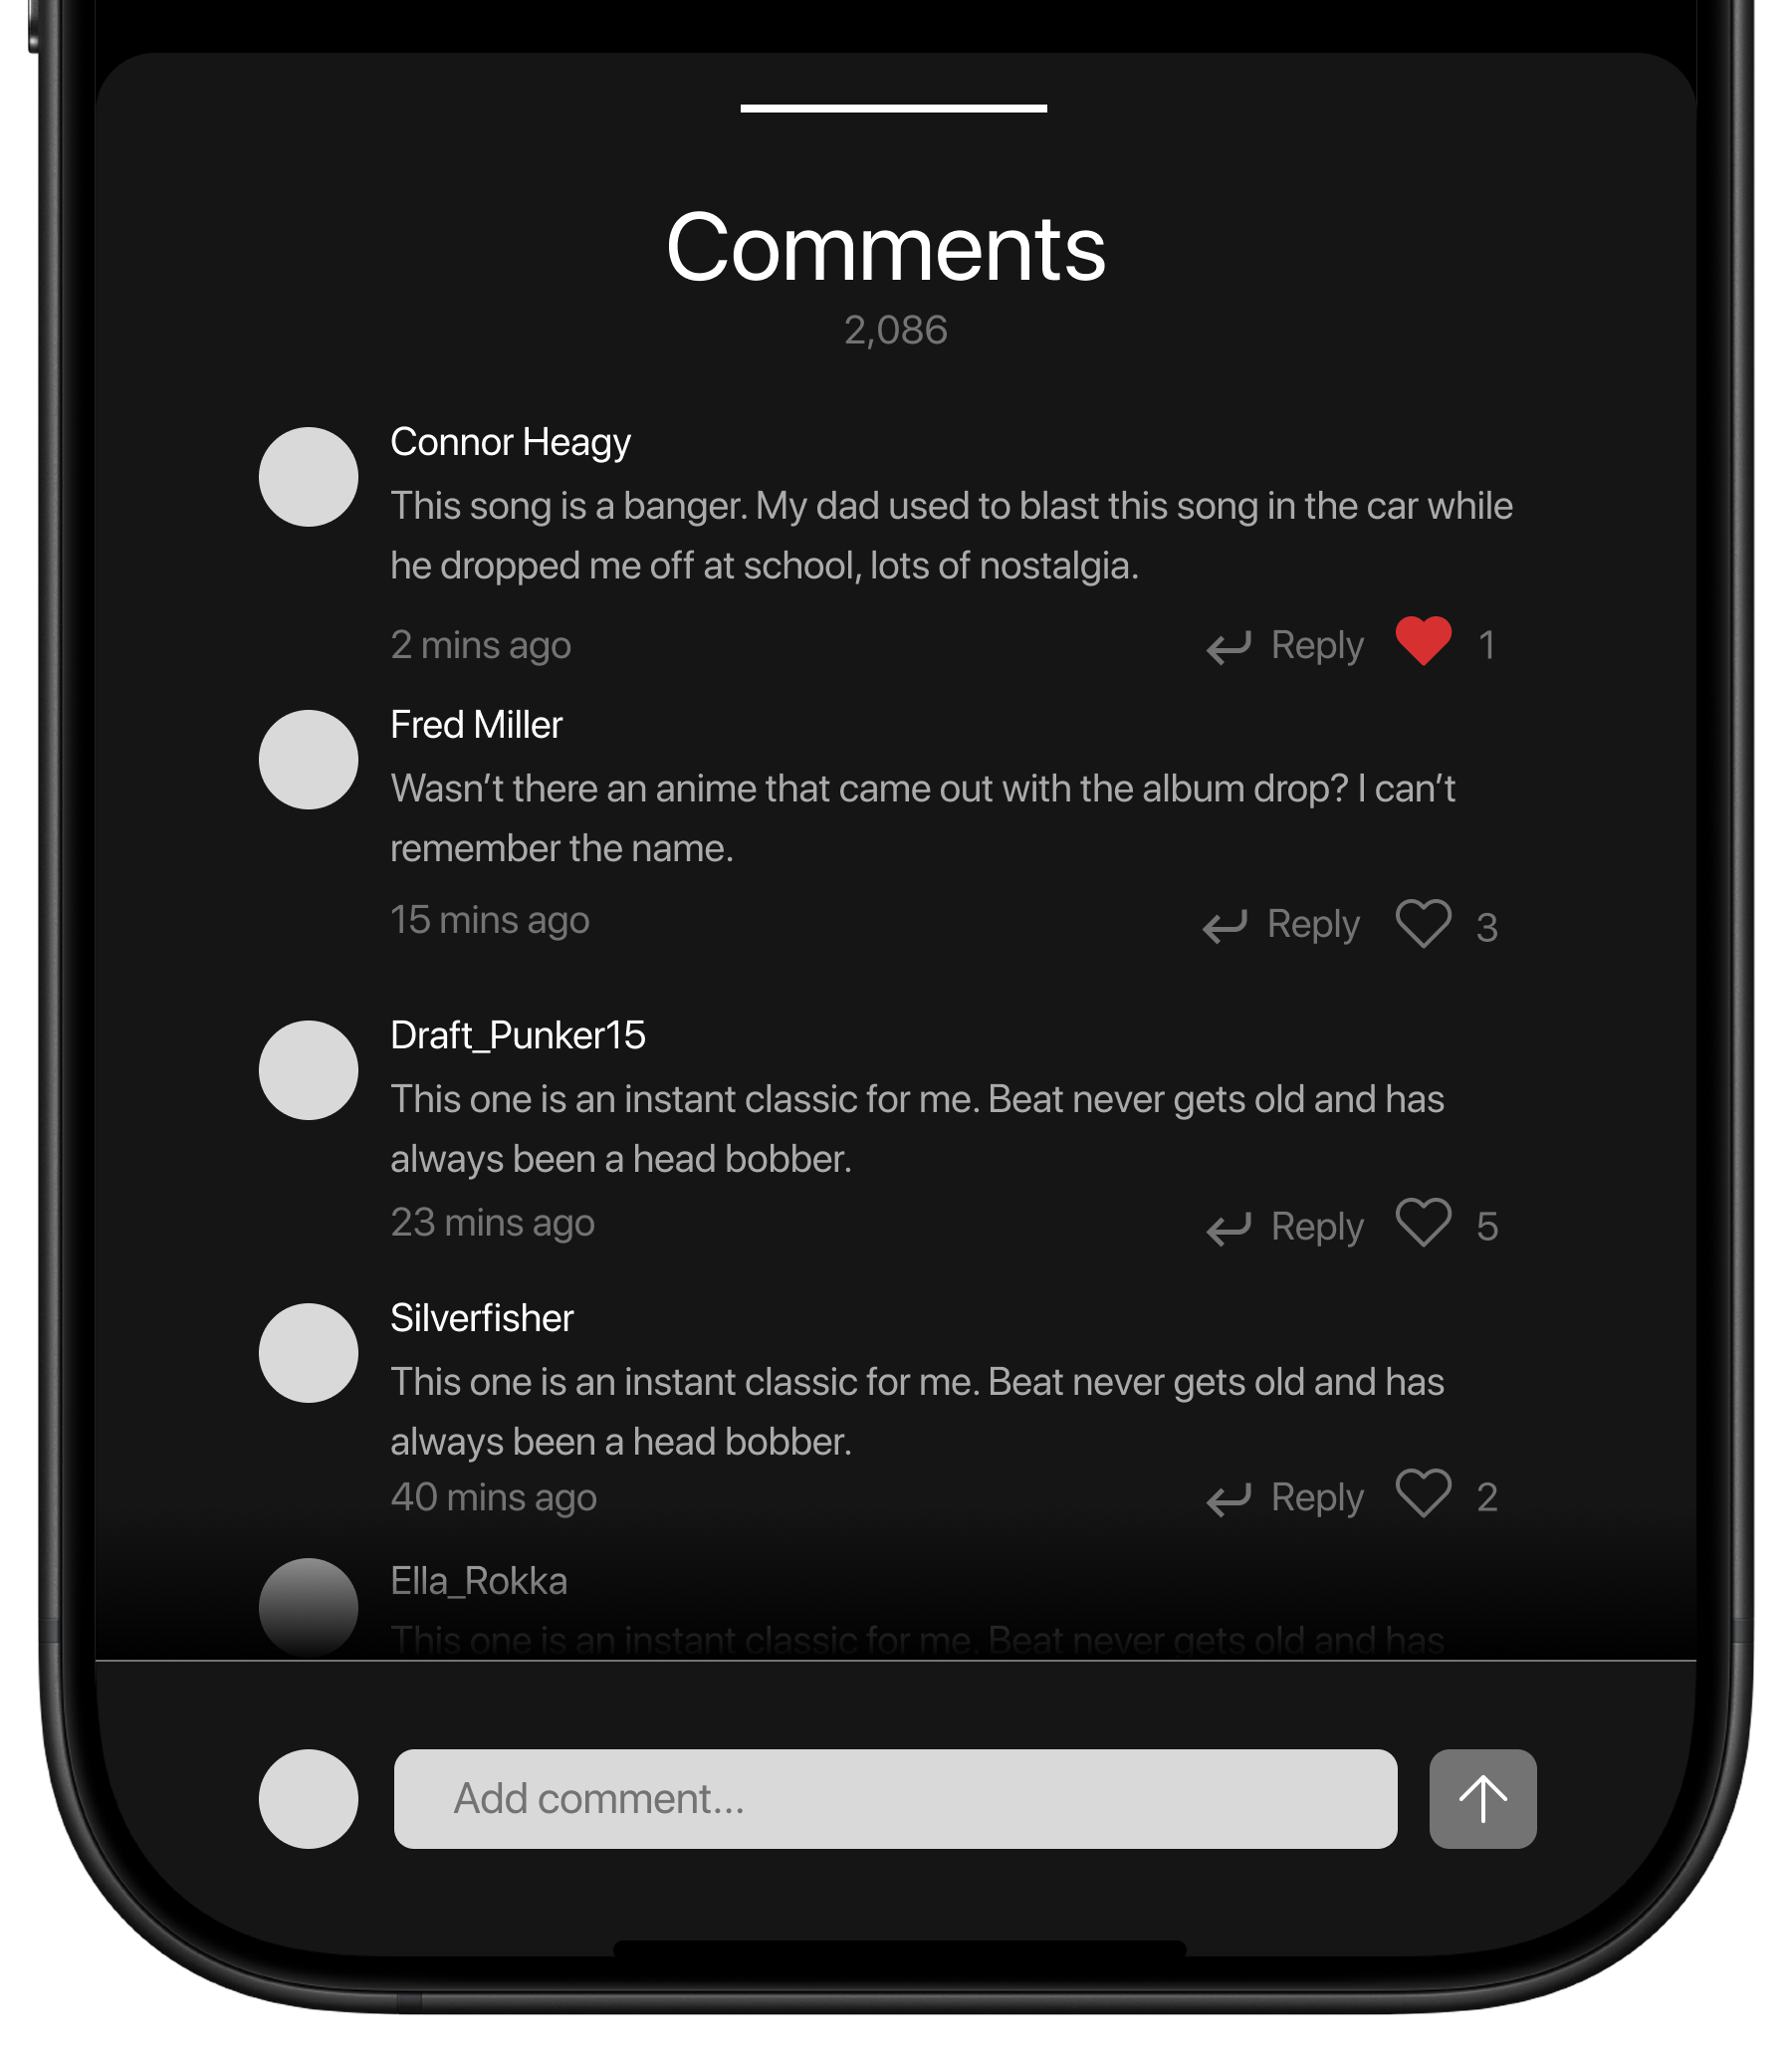 Comments
2,086
Connor Heagy
This song is a banger. My dad used to blast this song in the car while
he dropped me off at school, lots of nostalgia.
2 mins ago Reply 1
Fred Miller
Wasn’t there an anime that came out with the album drop? I can’t
remember the name.
15 mins ago Reply 3
Draft_Punker15
This one is an instant classic for me. Beat never gets old and has
always been a head bobber.
23 mins ago Reply 5
Silverfisher
This one is an instant classic for me. Beat never gets old and has
always been a head bobber.
40 mins ago Reply 2
Ella_Rokka
This one is an instant classic for me. Beat never gets old and has
Add comment...